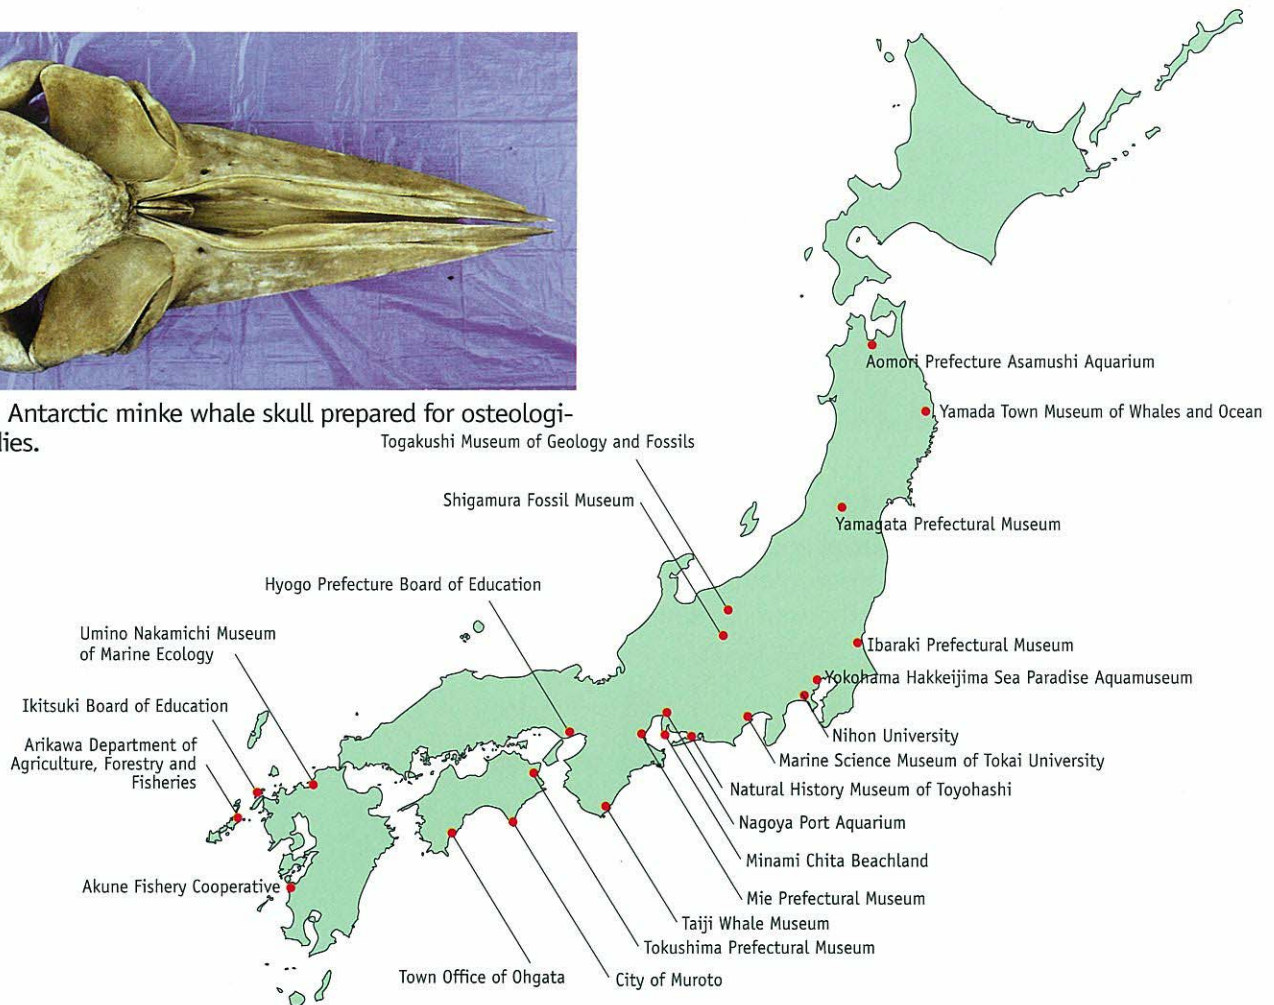 Antarctic minke whale skull prepared for osteologi-
lies.
Togakushi Museum of Geology and Fossils
Shigamura Fossil Museum
Hyogo Prefecture Board of Education
Umino Nakamichi Museum
of Marine Ecology
Ikitsuki Board of Education
Arikawa Department of
Agriculture, Forestry and
Fisheries
Akune Fishery Cooperative
Aomori Prefecture Asamushi Aquarium
Yamada Town Museum of Whales and Ocean
Yamagata Prefectural Museum
Ibaraki Prefectural Museum
Yokohama Hakkeijima Sea Paradise Aquamuseum
Nihon University
Marine Science Museum of Tokai University
Natural History Museum of Toyohashi
Nagoya Port Aquarium
Minami Chita Beachland
Mie Prefectural Museum
Taiji Whale Museum
Tokushima Prefectural Museum
City of Muroto
Town Office of Ohgata